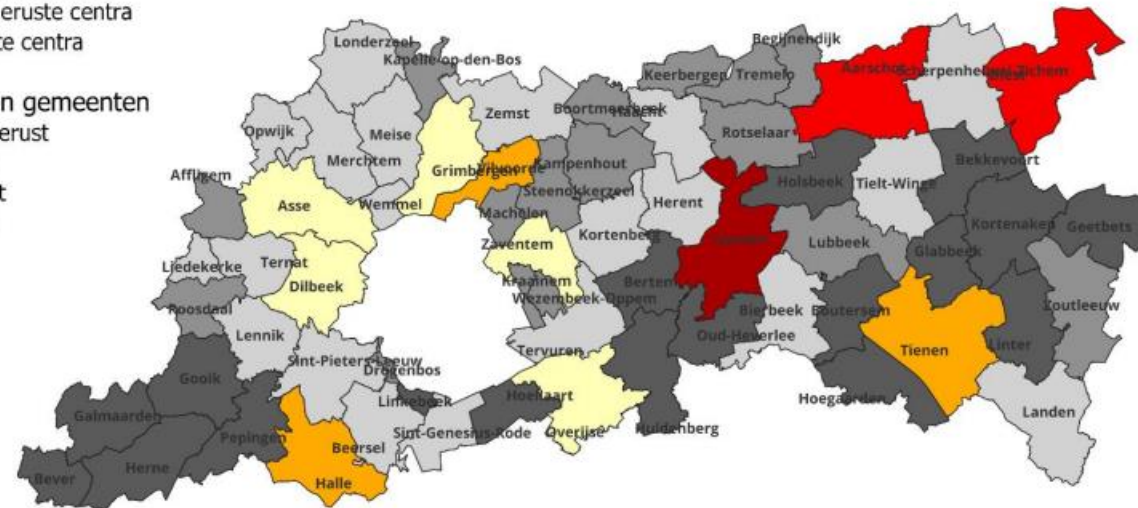 eruste centra
te centra
n gemeenten
erust
t
Londerzeel
Kapelle-op-den-Bos
Begijnendijk
Keerbergen
Tremelo
Aarschot
Scherpenheuvel-Zichem
Zemst
Boortmeerbeek
Haacht
Opwijk
Meise
Rotselaar
Merchtem
Grimbergen
Vilvoorde
Kampenhout
Bekkevoort
Affligem
Steenokkerzeel
Holsbeek
Tielt-Winge
Asse
Wemmel
Machelen
Herent
Kortenaken
Geetbets
Zaventem
Kortenberg
Lubbeek
Glabbeek
Liedekerke
Ternat
Dilbeek
Kraainem
Wezembeek-Oppem
Bertem
Roosdaal
Bierbeek
Boutersem
Zoutleeuw
Lennik
Oud-Heverlee
Sint-Pieters-Leeuw
Tervuren
Tienen
Linter
Drogenbos
Gooik
Linkebeek
Hoeilaart
Hoegaarden
Galmaarden
Landen
Pepingen
Sint-Genesius-Rode
Overijse
Huldenberg
Beersel
Herne
Bever
Halle